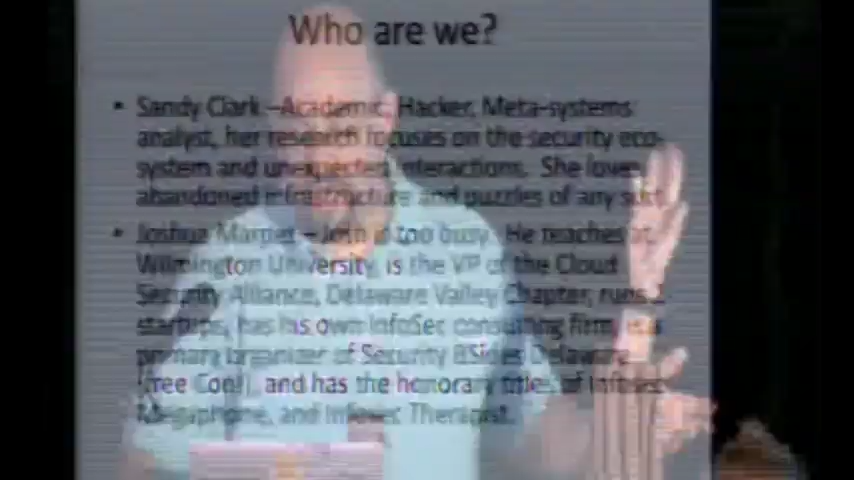 Who are we?
• Sandy Clark –Academic, Hacker, Meta-systems
analyst, her research focuses on the security eco-
system and unexpected interactions. She loves
abandoned infrastructure and puzzles of any sort.
• Joshua Marpet – Josh is too busy. He teaches at
Wilmington University, is the VP of the Cloud
Security Alliance, Delaware Valley Chapter, runs 2
startups, has his own InfoSec consulting firm, is a
primary organizer of Security BSides Delaware
and has the honorary titles of Infosec
Megaphone, and Infosec Therapist.